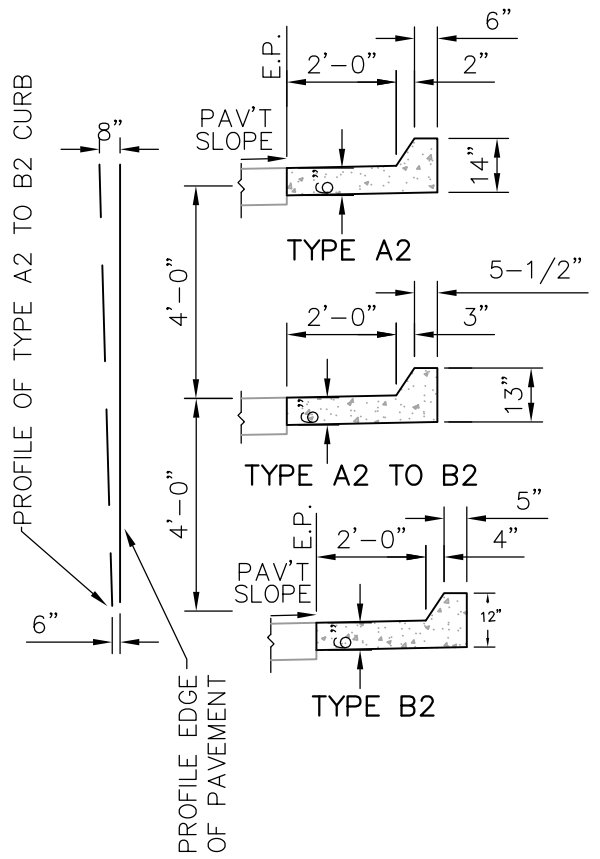 6"
2'-0"
2"
E.P.
PAV'T
SLOPE
8"
6"
14"
TYPE A2
PROFILE OF TYPE A2 TO B2 CURB
4'-0"
5-1/2"
2'-0"
3"
6"
13"
TYPE A2 TO B2
4'-0"
5"
E.P.
2'-0"
4"
PAV'T
SLOPE
6"
12"
6"
TYPE B2
PROFILE EDGE
OF PAVEMENT